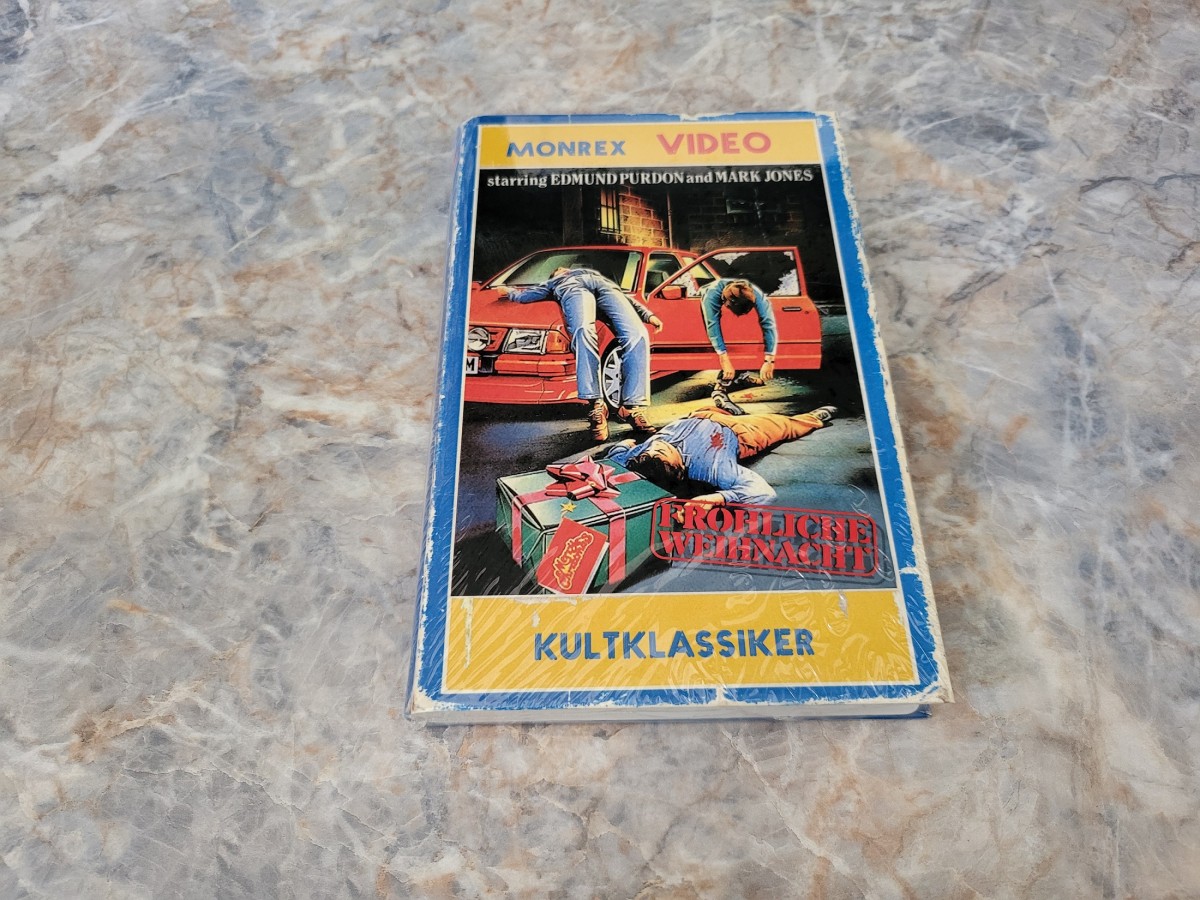 MONREX VIDEO
starring EDMUND PURDON and MARK JONES
M
FRÖHLICHE
WEIHNACHT
KULTKLASSIKER